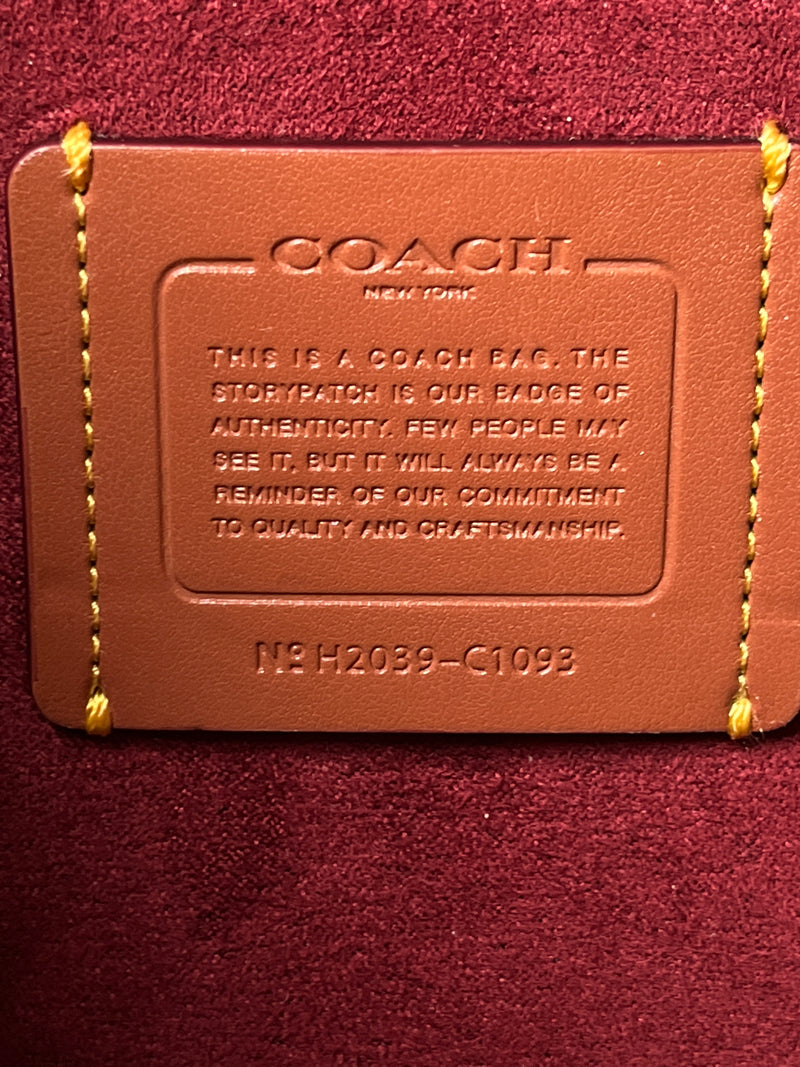 COACH
NEW YORK
THIS IS A COACH BAG. THE
STORYPATCH IS OUR BADGE OF
AUTHENTICITY. FEW PEOPLE MAY
SEE IT, BUT IT WILL ALWAYS BE A
REMINDER OF OUR COMMITMENT
TO QUALITY AND CRAFTSMANSHIP.
Nº H2039-C1093